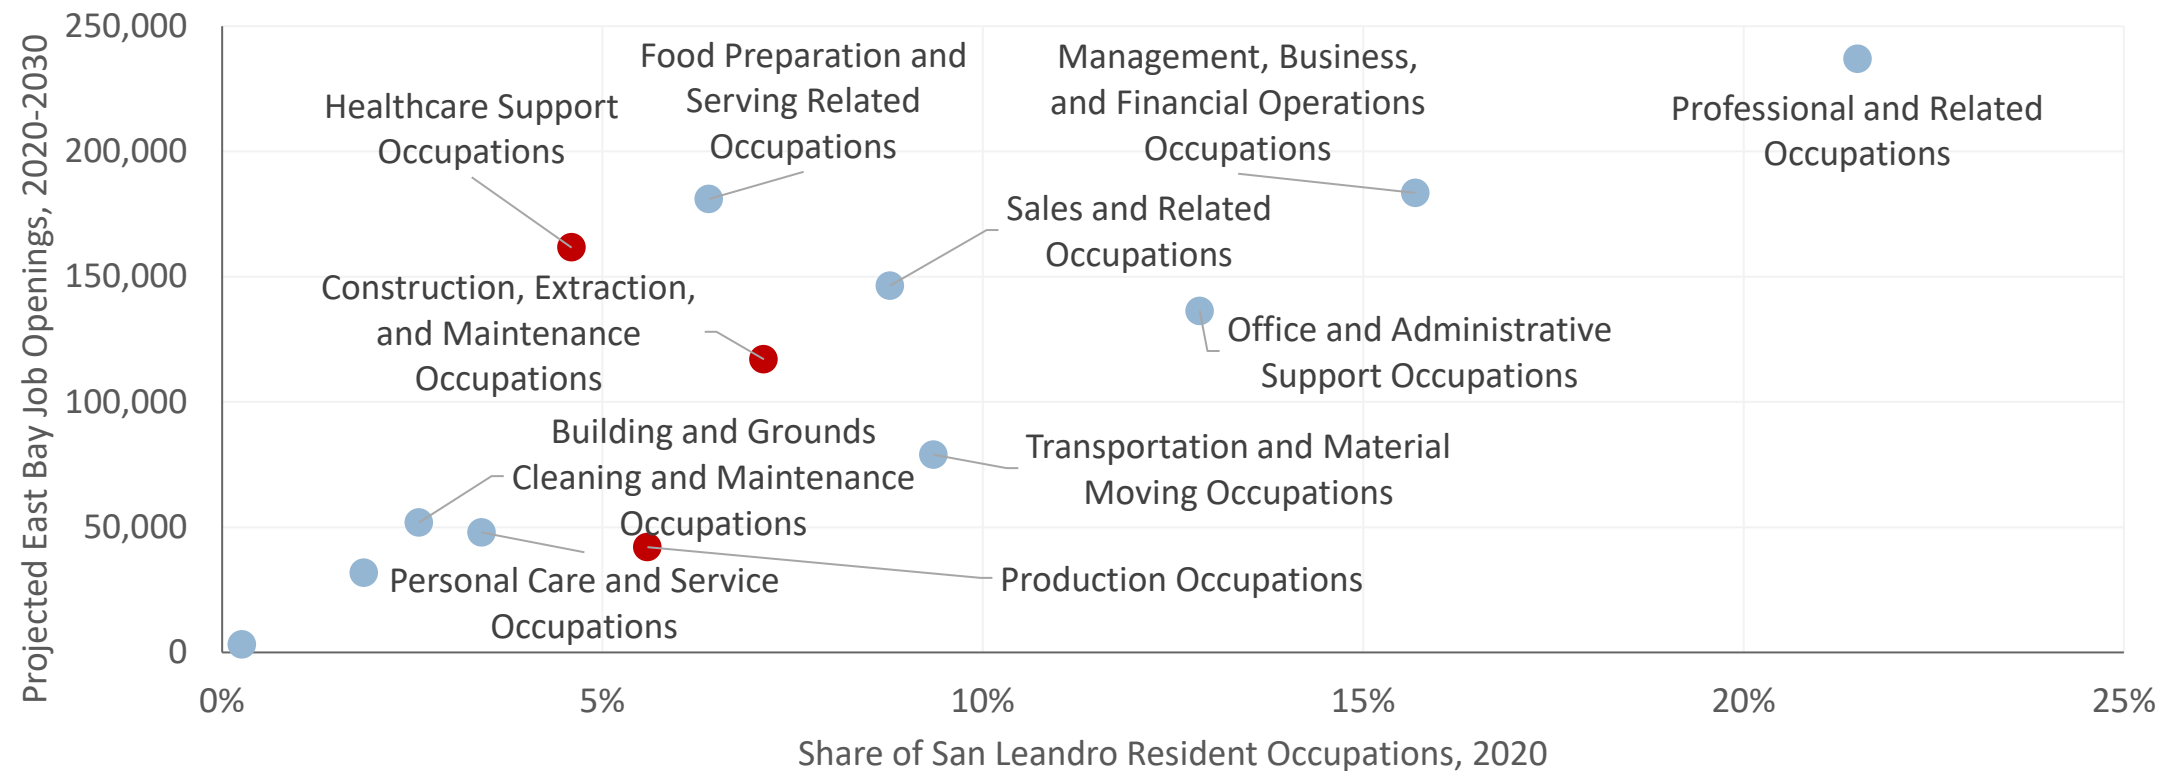 Projected East Bay Job Openings, 2020-2030
250,000
200,000
150,000
100,000
50,000
0
Healthcare Support
Occupations
Food Preparation and
Serving Related
Occupations
Management, Business,
and Financial Operations
Occupations
Professional and Related
Occupations
Sales and Related
Occupations
Construction, Extraction,
and Maintenance
Occupations
Office and Administrative
Support Occupations
Building and Grounds
Cleaning and Maintenance
Occupations
Transportation and Material
Moving Occupations
Personal Care and Service
Occupations
Production Occupations
0% 5% 10% 15% 20% 25%
Share of San Leandro Resident Occupations, 2020